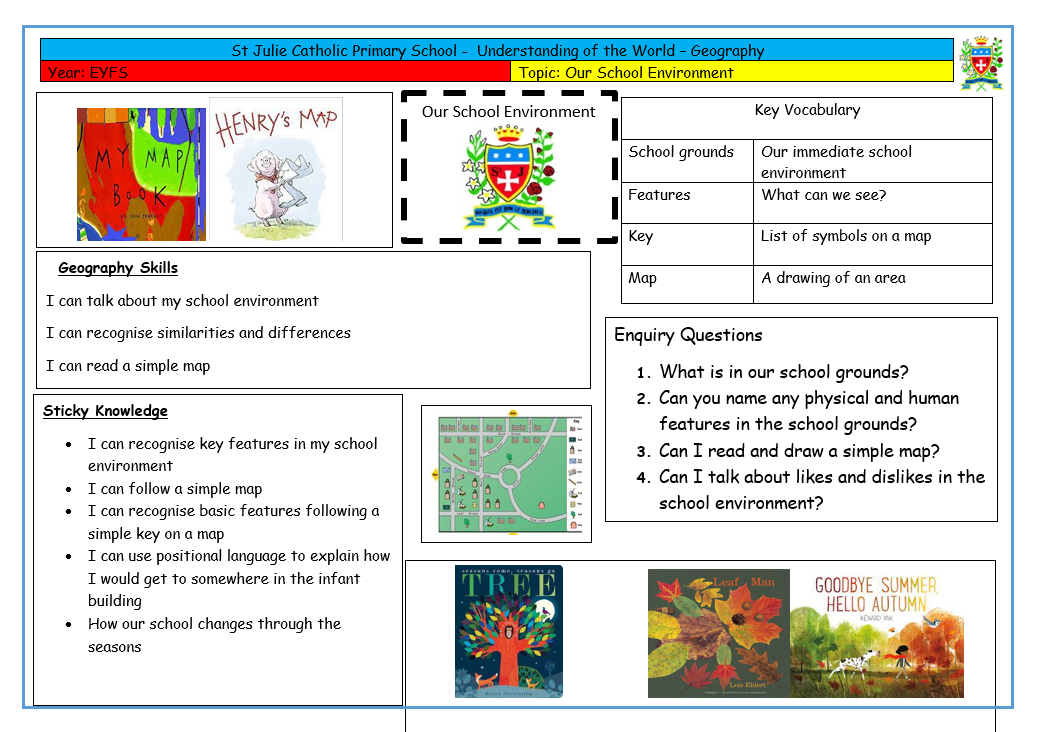 St Julie Catholic Primary School - Understanding of the World – Geography
Year: EYFS
Topic: Our School Environment
MY MAP
BOOK
HENRY'S MAP
Our School Environment
Key Vocabulary
School grounds
Our immediate school
environment
Features
What can we see?
Key
List of symbols on a map
Map
A drawing of an area
Geography Skills
I can talk about my school environment
I can recognise similarities and differences
I can read a simple map
Enquiry Questions
1. What is in our school grounds?
2. Can you name any physical and human
features in the school grounds?
3. Can I read and draw a simple map?
4. Can I talk about likes and dislikes in the
school environment?
Sticky Knowledge
• I can recognise key features in my school
environment
• I can follow a simple map
• I can recognise basic features following a
simple key on a map
• I can use positional language to explain how
I would get to somewhere in the infant
building
• How our school changes through the
seasons
Key
seasons come, seasons go
TREE
Leaf Man
Lois Ehlert
GOODBYE SUMMER,
HELLO AUTUMN
KENARD PAK